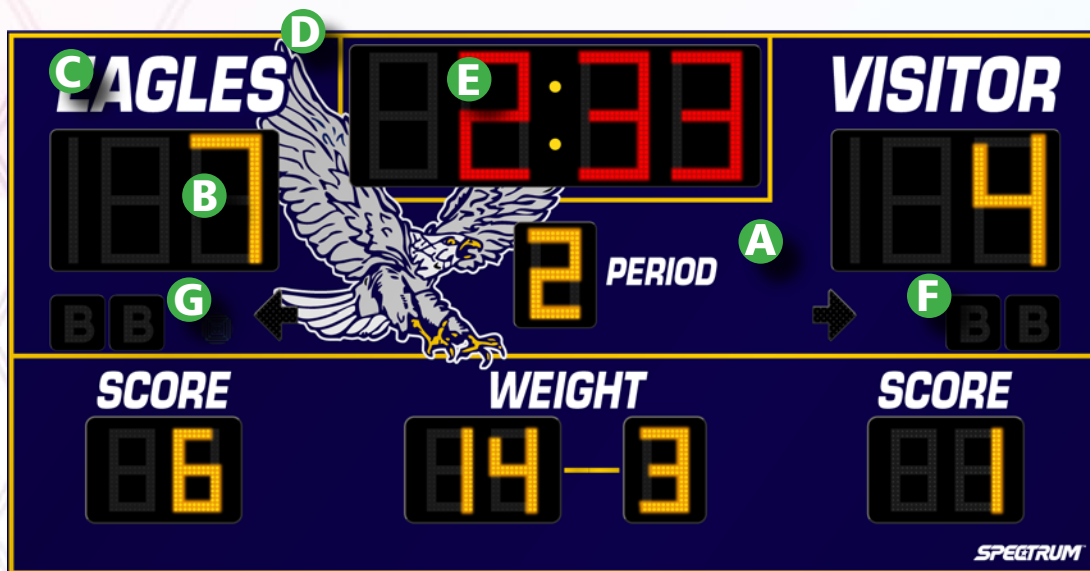 D
C EAGLES E 2:33 VISITOR
B 7 4
A
2 PERIOD
B B G F B B
SCORE WEIGHT SCORE
6 14 — 3 1
SPECTRUM